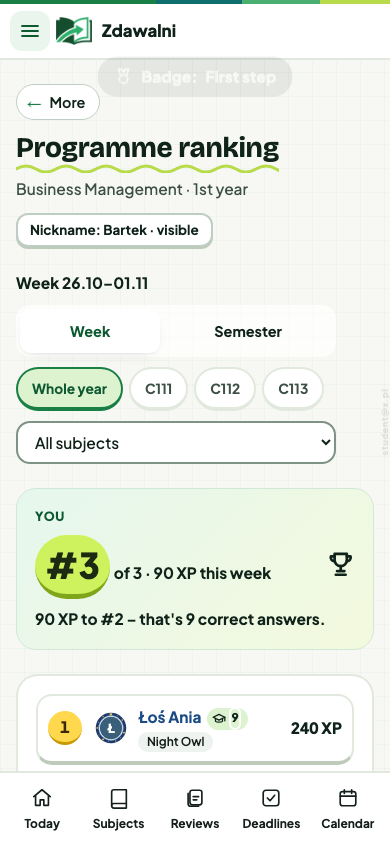 Zdawalni
Badge: First step
← More
Programme ranking
Business Management · 1st year
Nickname: Bartek · visible
Week 26.10–01.11
Week
Semester
Whole year
C111
C112
C113
All subjects
student@z.pl
YOU
#3 of 3 · 90 XP this week
90 XP to #2 – that's 9 correct answers.
1
Ł
Łoś Ania
9
Night Owl
240 XP
Today
Subjects
Reviews
Deadlines
Calendar